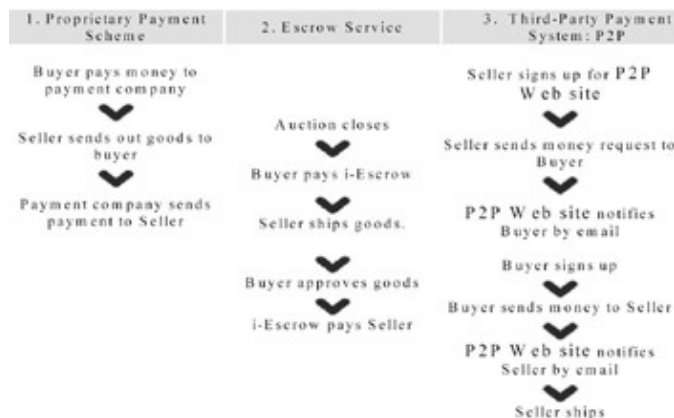 1. Proprietary Payment
Scheme
Buyer pays money to
payment company
Seller sends out goods to
buyer
Payment company sends
payment to Seller
2. Escrow Service
Auction closes
Buyer pays i-Escrow
Seller ships goods.
Buyer approves goods
i-Escrow pays Seller
3. Third-Party Payment
System: P2P
Seller signs up for P2P
Web site
Seller sends money request to
Buyer
P2P Web site notifies
Buyer by email
Buyer signs up
Buyer sends money to Seller
P2P Web site notifies
Seller by email
Seller ships